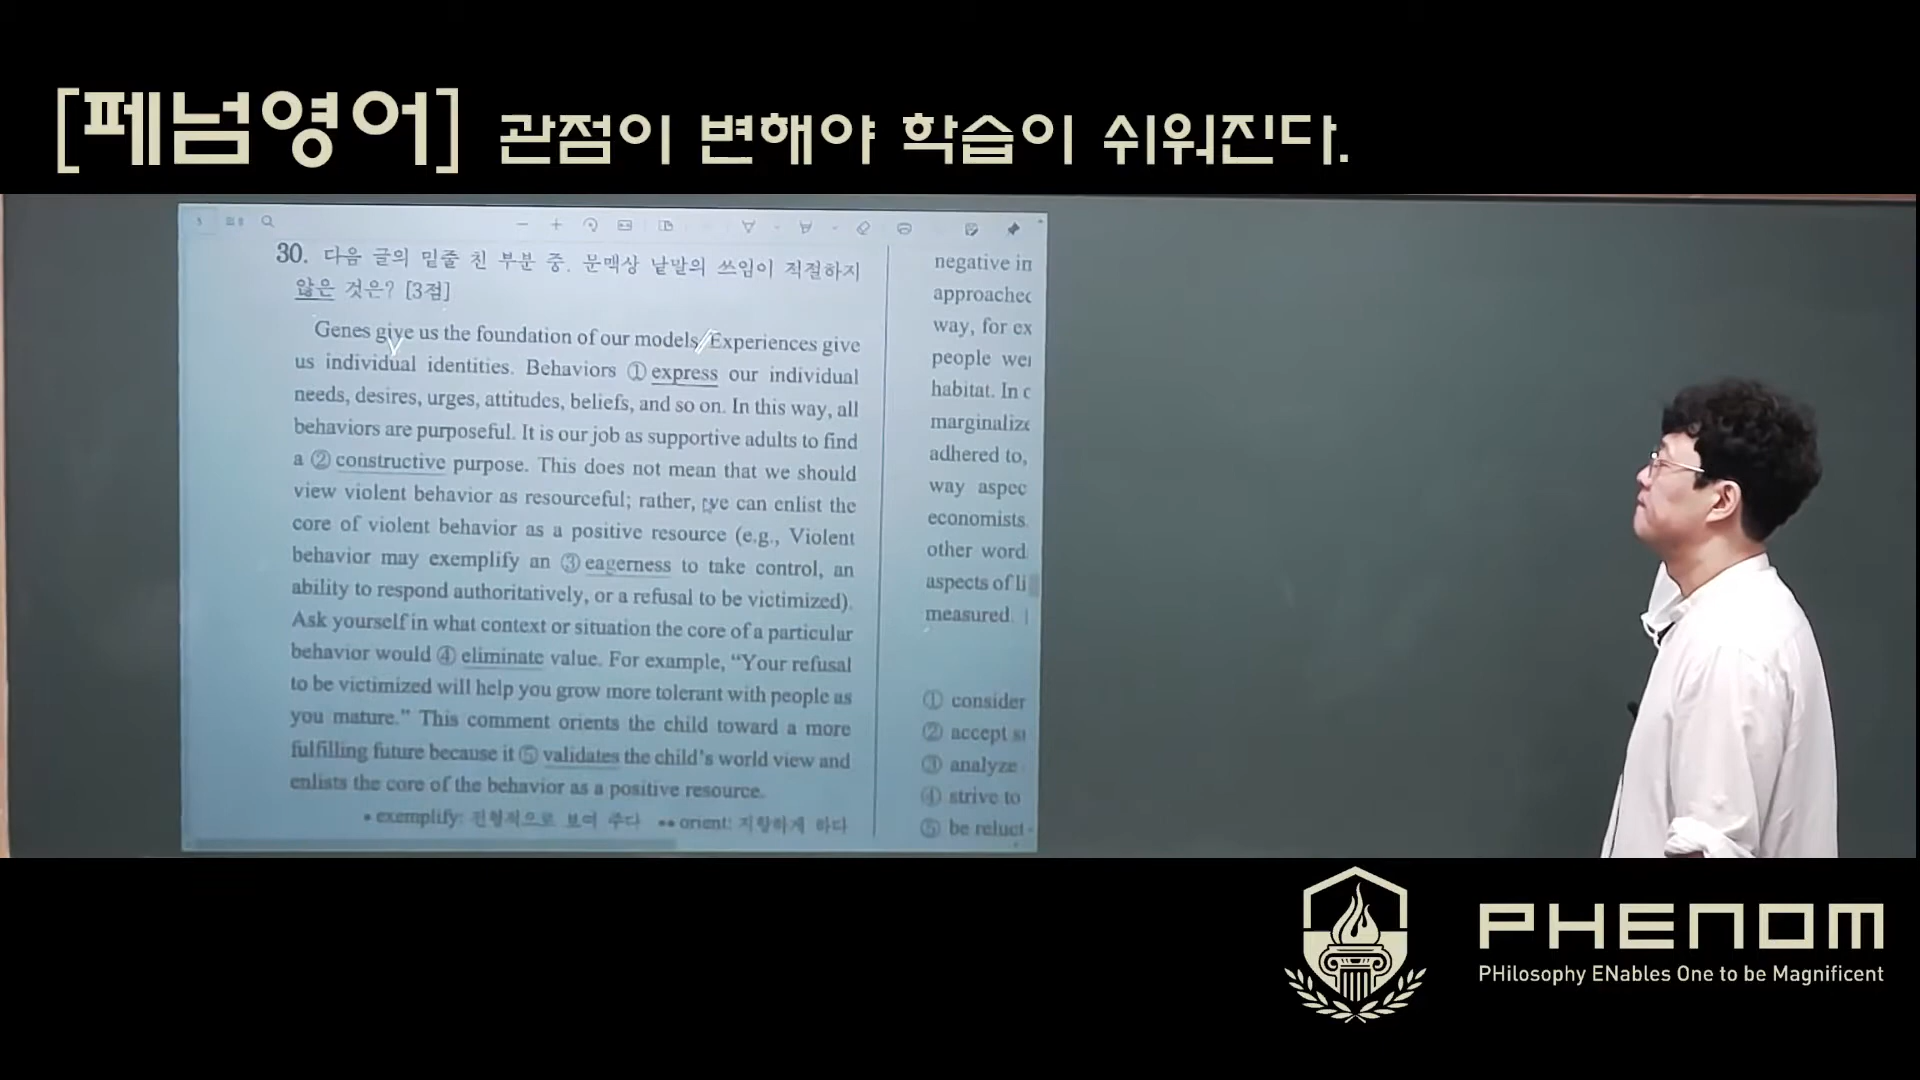 [페넘영어] 관점이 변해야 학습이 쉬워진다.
30. 다음 글의 밑줄 친 부분 중, 문맥상 낱말의 쓰임이 적절하지
않은 것은? [3점]
Genes give us the foundation of our models. Experiences give
us individual identities. Behaviors ① express our individual
needs, desires, urges, attitudes, beliefs, and so on. In this way, all
behaviors are purposeful. It is our job as supportive adults to find
a ② constructive purpose. This does not mean that we should
view violent behavior as resourceful; rather, we can enlist the
core of violent behavior as a positive resource (e.g., Violent
behavior may exemplify an ③ eagerness to take control, an
ability to respond authoritatively, or a refusal to be victimized).
Ask yourself in what context or situation the core of a particular
behavior would ④ eliminate value. For example, “Your refusal
to be victimized will help you grow more tolerant with people as
you mature.” This comment orients the child toward a more
fulfilling future because it ⑤ validates the child’s world view and
enlists the core of the behavior as a positive resource.
* exemplify: 전형적으로 보여 주다 ** orient: 지향하게 하다
negative in
approached
way, for ex
people wer
habitat. In c
marginalize
adhered to,
way aspec
economists
other word
aspects of li
measured.
① consider
② accept
③ analyze
④ strive to
⑤ be reluct
PHENOM
PHilosophy ENables One to be Magnificent